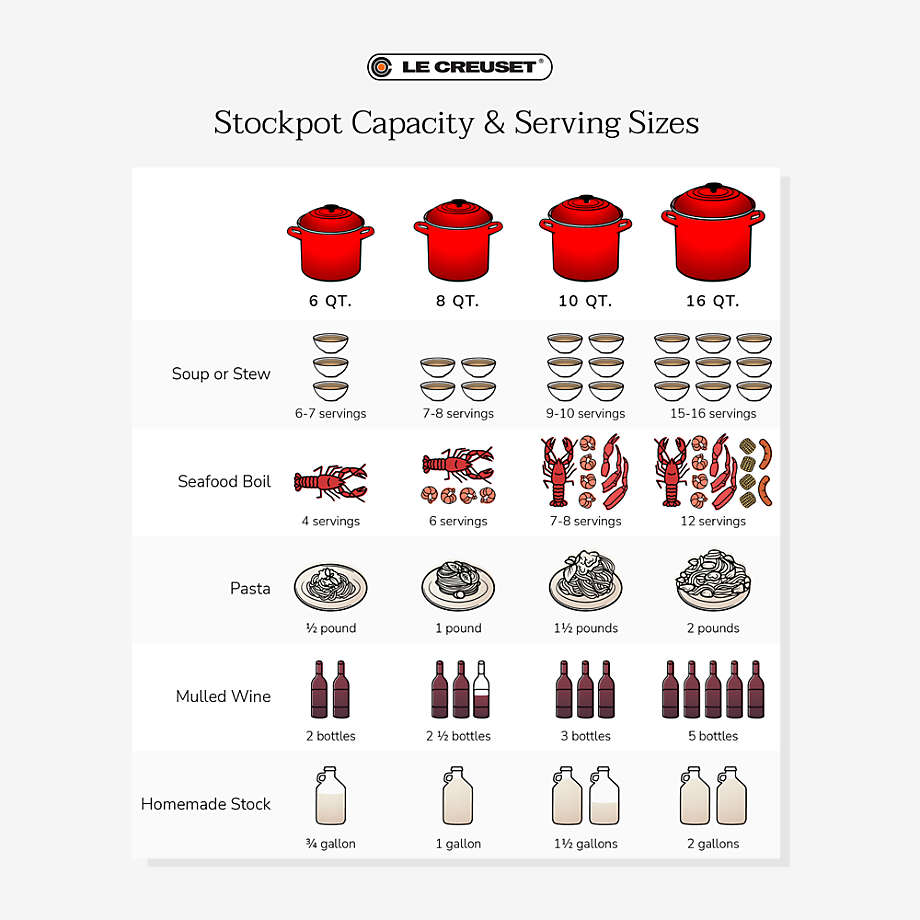 LE CREUSET®
Stockpot Capacity & Serving Sizes
6 QT. 8 QT. 10 QT. 16 QT.
Soup or Stew
6-7 servings 7-8 servings 9-10 servings 15-16 servings
Seafood Boil
4 servings 6 servings 7-8 servings 12 servings
Pasta
½ pound 1 pound 1½ pounds 2 pounds
Mulled Wine
2 bottles 2 ½ bottles 3 bottles 5 bottles
Homemade Stock
¾ gallon 1 gallon 1½ gallons 2 gallons